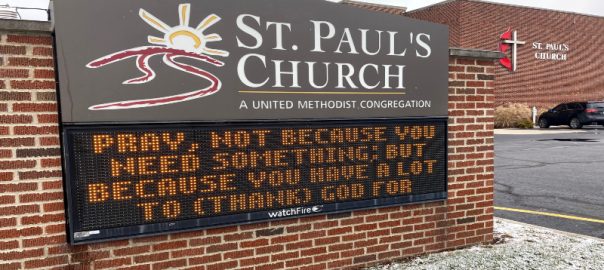 ST. PAUL'S
CHURCH
A UNITED METHODIST CONGREGATION
PRAY, NOT BECAUSE YOU
NEED SOMETHING; BUT
BECAUSE YOU HAVE A LOT
TO (THANK) GOD FOR
watchFire
ST. PAUL'S
CHURCH